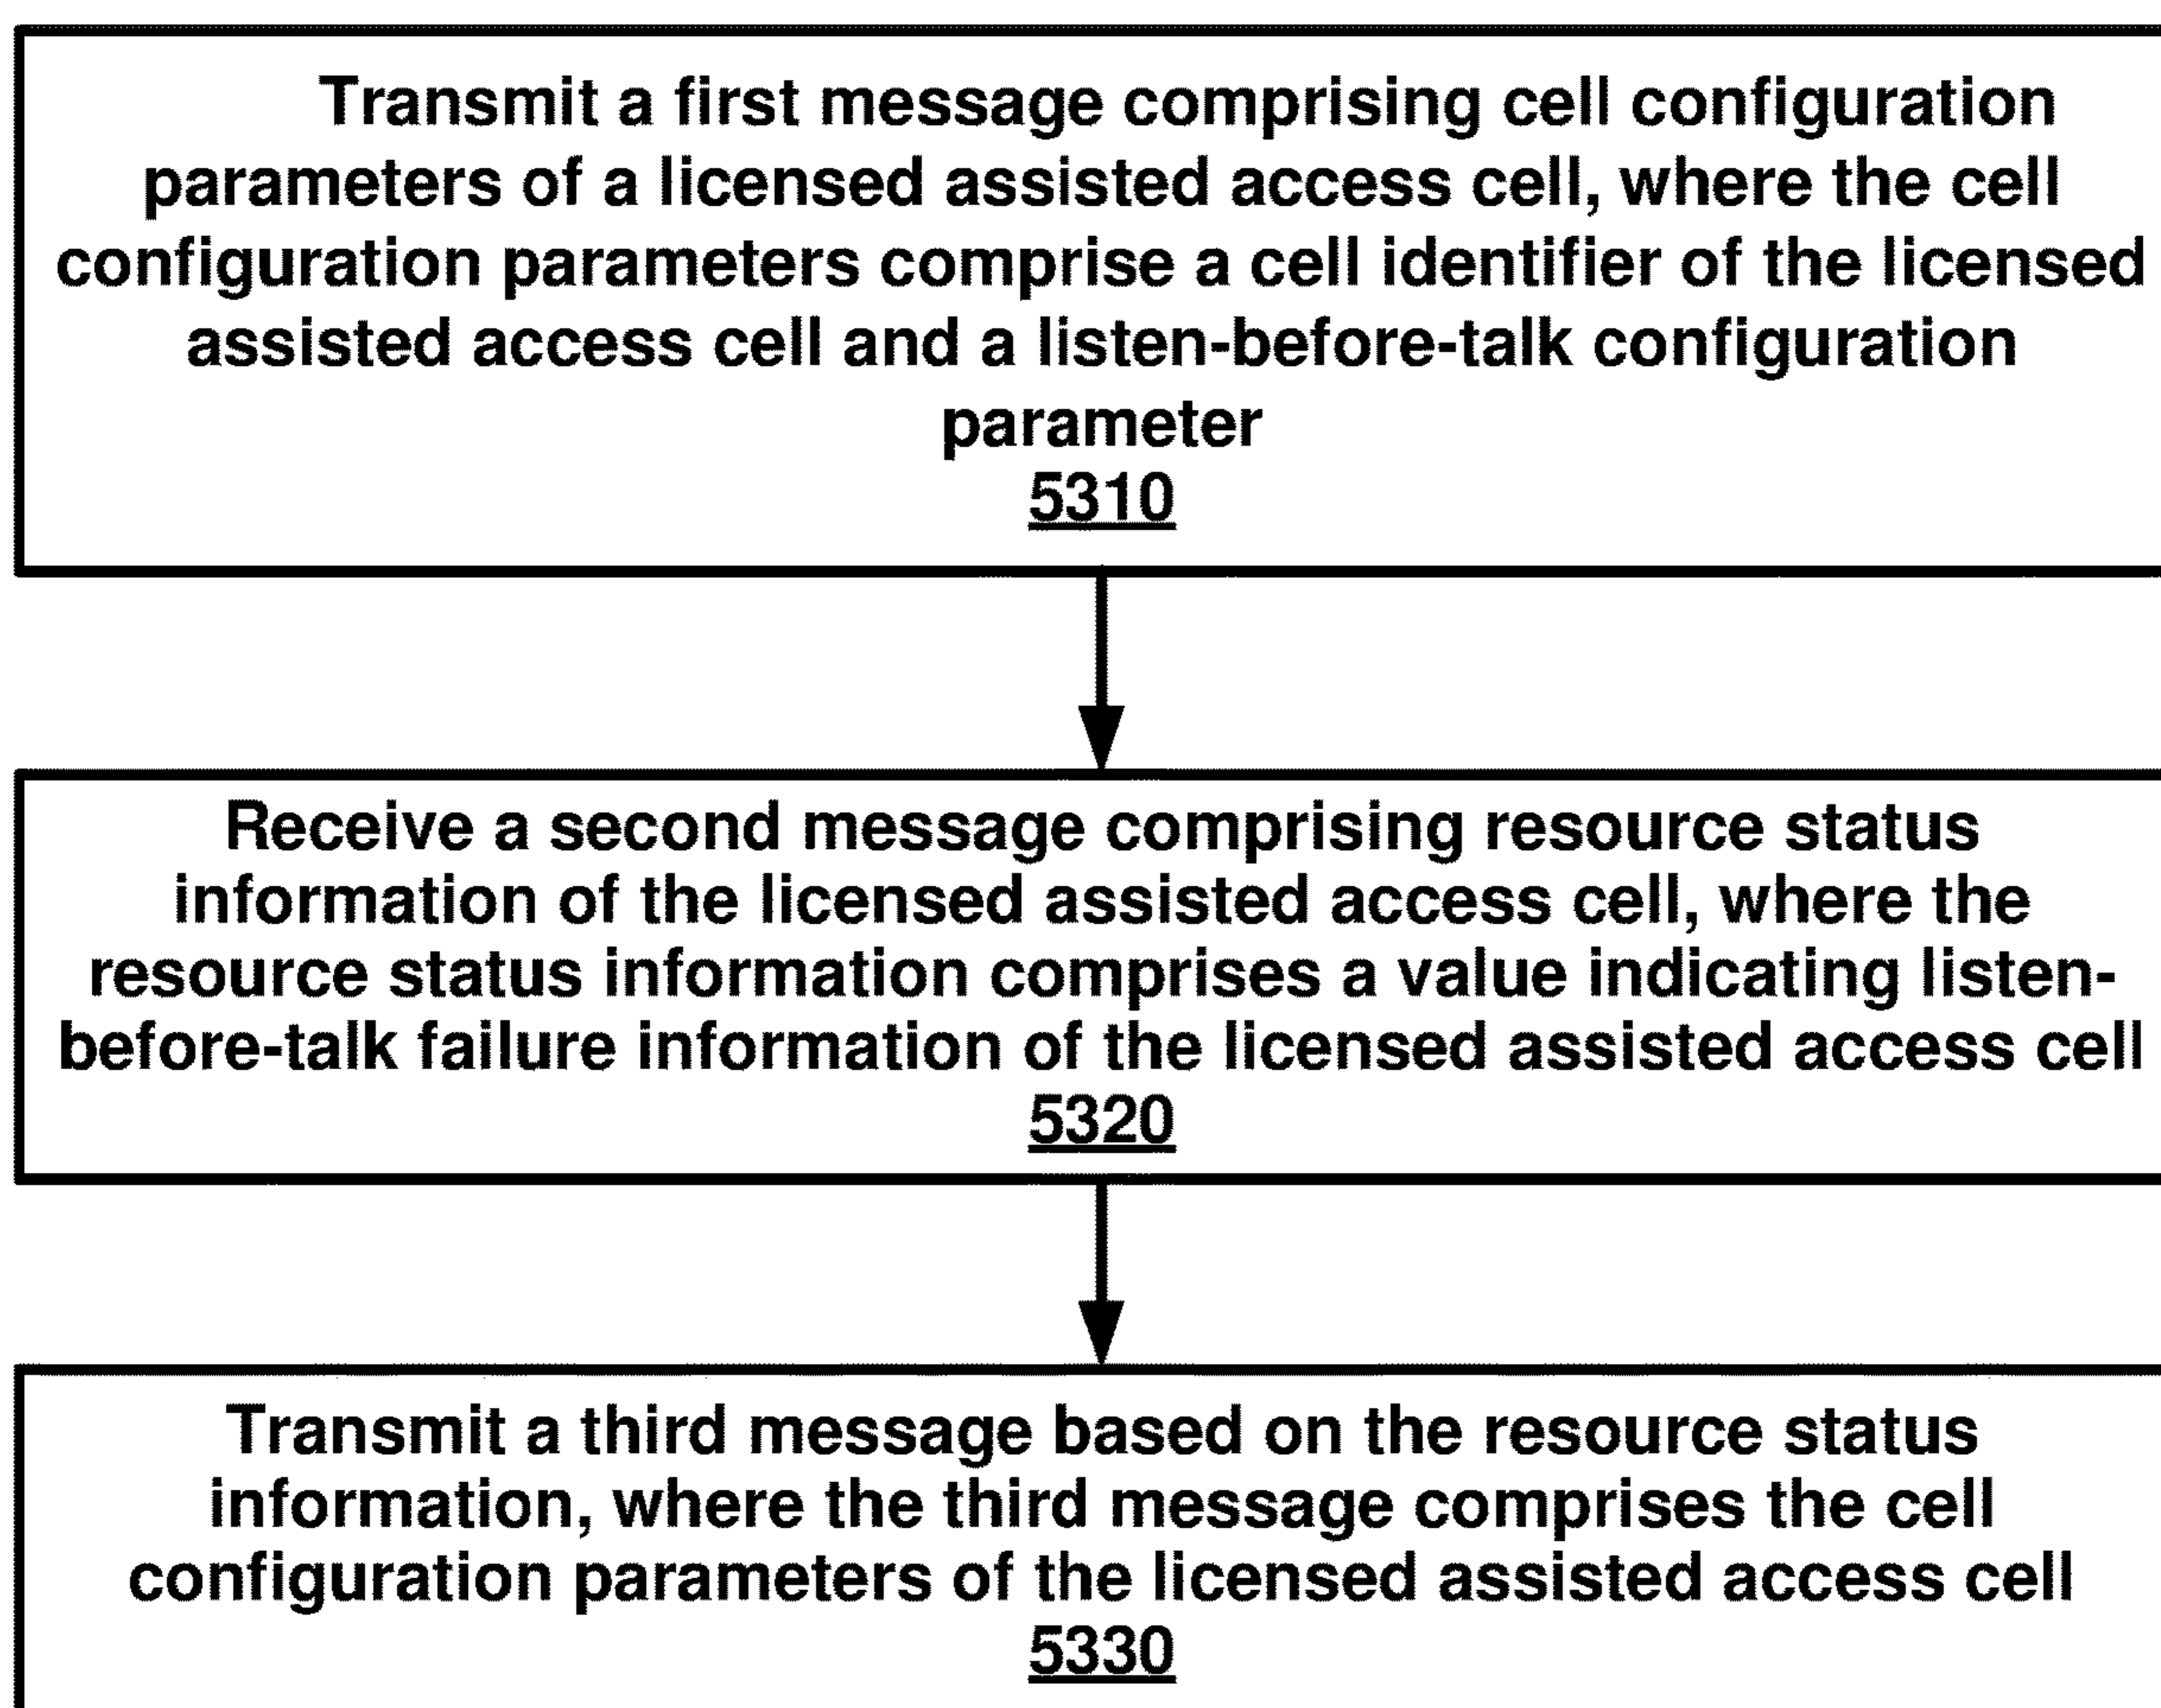 Transmit a first message comprising cell configuration
parameters of a licensed assisted access cell, where the cell
configuration parameters comprise a cell identifier of the licensed
assisted access cell and a listen-before-talk configuration
parameter
5310
Receive a second message comprising resource status
information of the licensed assisted access cell, where the
resource status information comprises a value indicating listen-
before-talk failure information of the licensed assisted access cell
5320
Transmit a third message based on the resource status
information, where the third message comprises the cell
configuration parameters of the licensed assisted access cell
5330